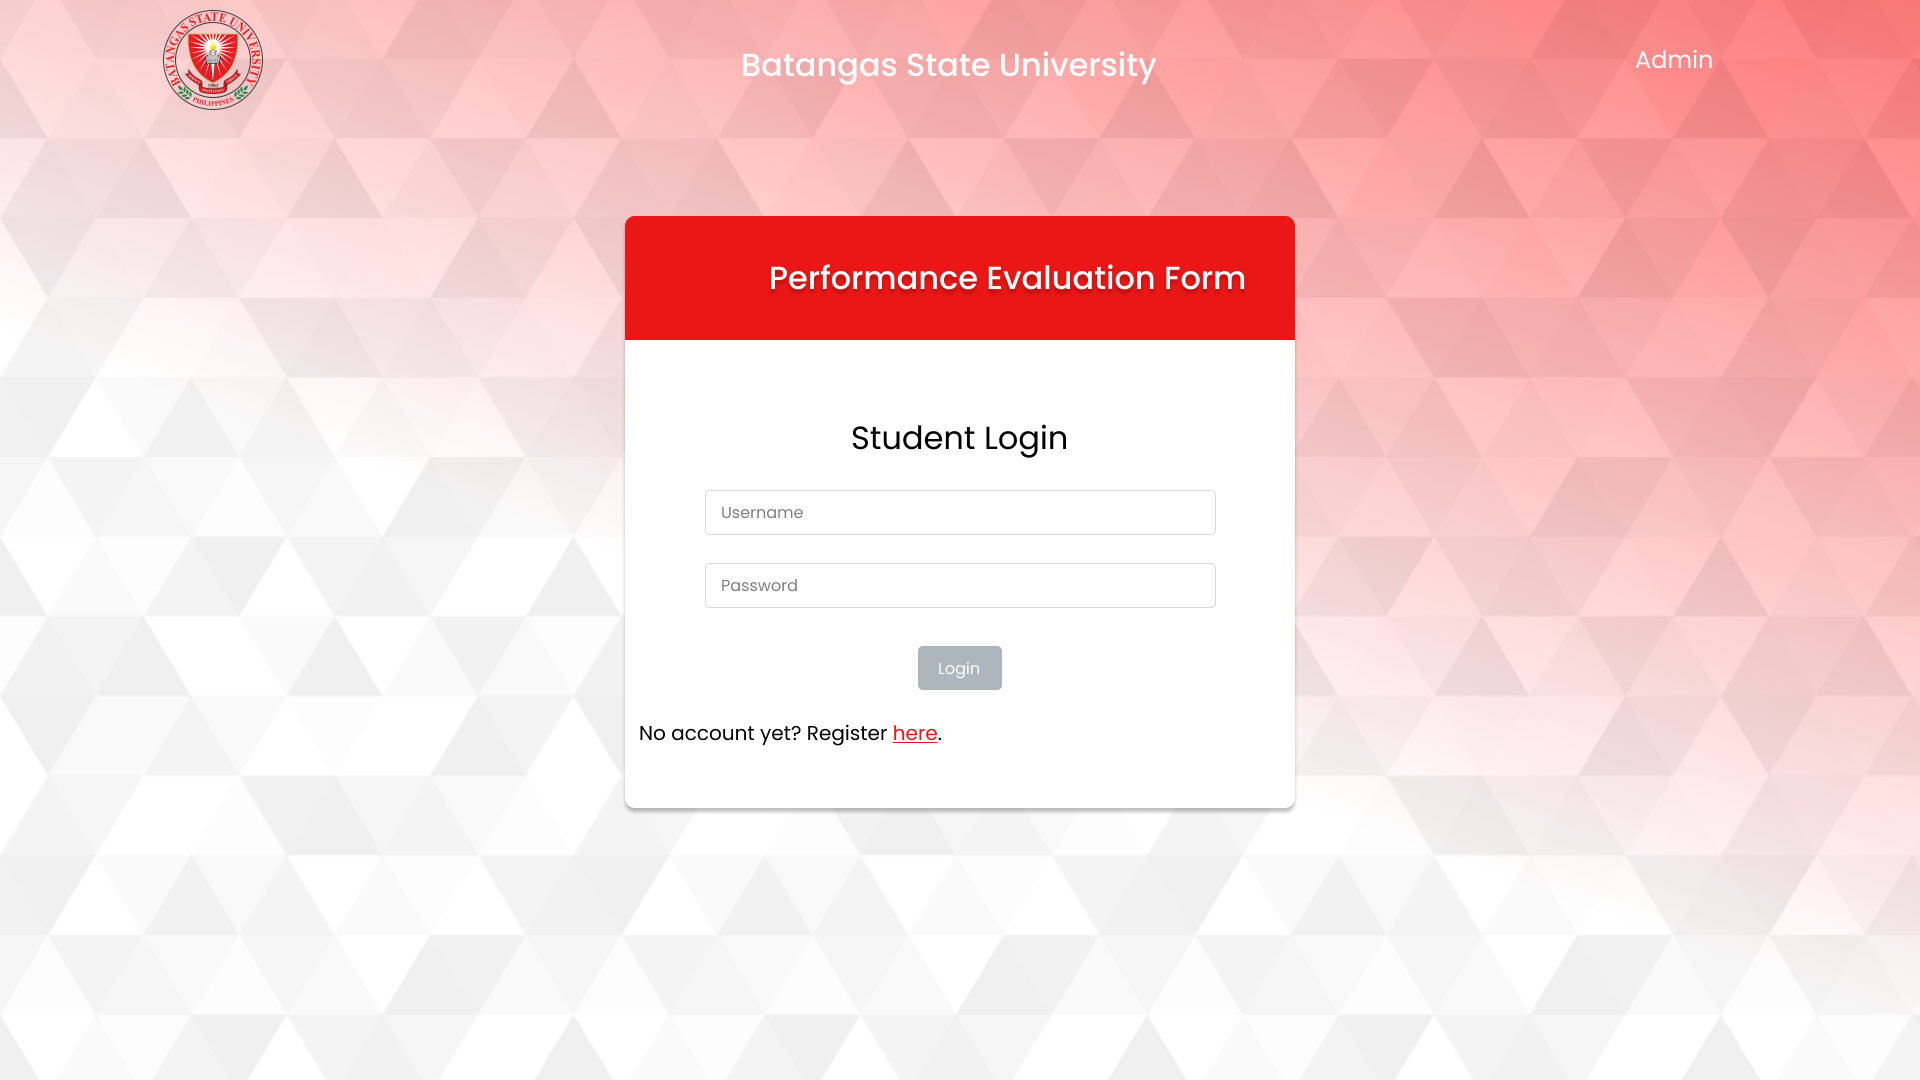 BATANGAS STATE UNIVERSITY
PHILIPPINES
Batangas State University
Admin
Performance Evaluation Form
Student Login
Username
Password
Login
No account yet? Register here.